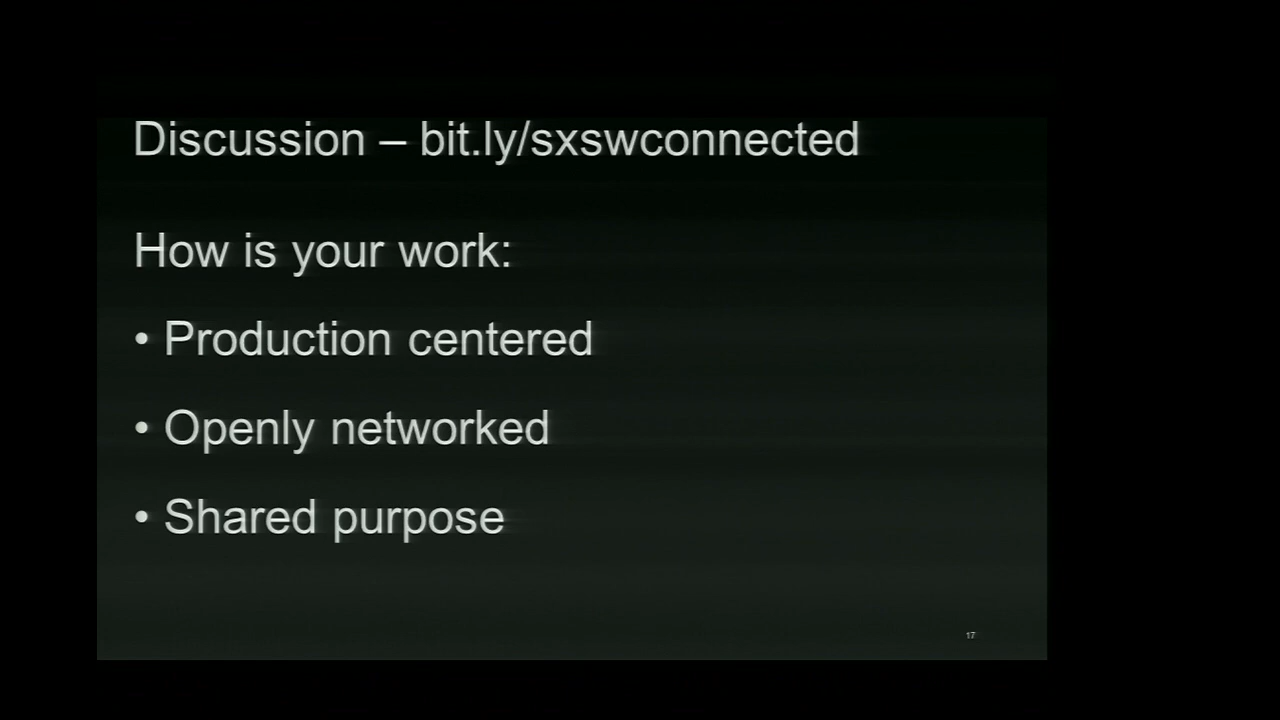 Discussion – bit.ly/sxswconnected
How is your work:
• Production centered
• Openly networked
• Shared purpose
17